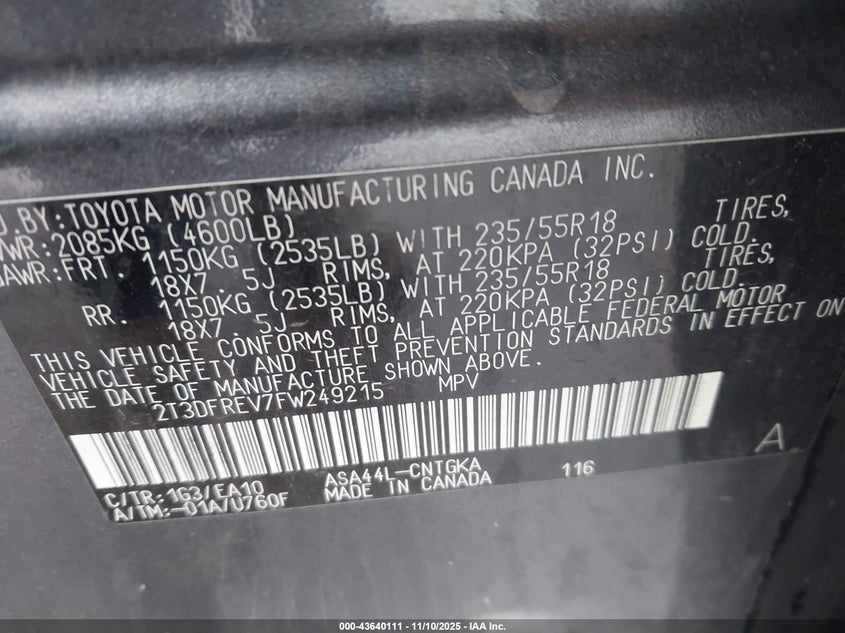 D.BY:TOYOTA MOTOR MANUFACTURING CANADA INC.
VWR:2085KG (4600LB)
GAWR:FRT. 1150KG (2535LB) WITH 235/55R18 TIRES,
18X7.5J RIMS, AT 220KPA (32PSI) COLD.
RR. 1150KG (2535LB) WITH 235/55R18 TIRES,
18X7.5J RIMS, AT 220KPA (32PSI) COLD.
THIS VEHICLE CONFORMS TO ALL APPLICABLE FEDERAL MOTOR
VEHICLE SAFETY AND THEFT PREVENTION STANDARDS IN EFFECT ON
THE DATE OF MANUFACTURE SHOWN ABOVE.
2T3DFREV7FW249215 MPV
A
C/TR:1G3/EA10 ASA44L-CNTGKA 116
A/TM:-01A/U760F MADE IN CANADA
000-43640111 - 11/10/2025 - IAA Inc.